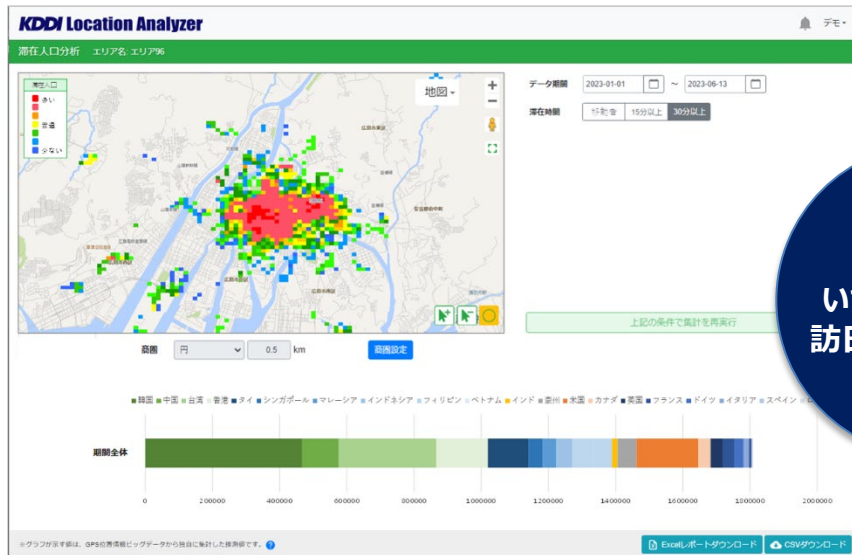 KDDI Location Analyzer
デモ
滞在人口分析 エリア名: エリア96
滞在人口
多い
普通
少ない
地図
データ期間 2023-01-01 ~ 2023-06-13
滞在時間 移動者 15分以上 30分以上
上記の条件で集計を再実行
商圏 円 0.5 km 商圏設定
韓国 中国 台湾 香港 タイ シンガポール マレーシア インドネシア フィリピン ベトナム インド 豪州 米国 カナダ 英国 フランス ドイツ イタリア スペイン
期間全体
0 200000 400000 600000 800000 1000000 1200000 1400000 1600000 1800000 2000000
※グラフが示す値は、GPS位置情報ビッグデータから独自に集計した推測値です。
Excelレポートダウンロード CSVダウンロード